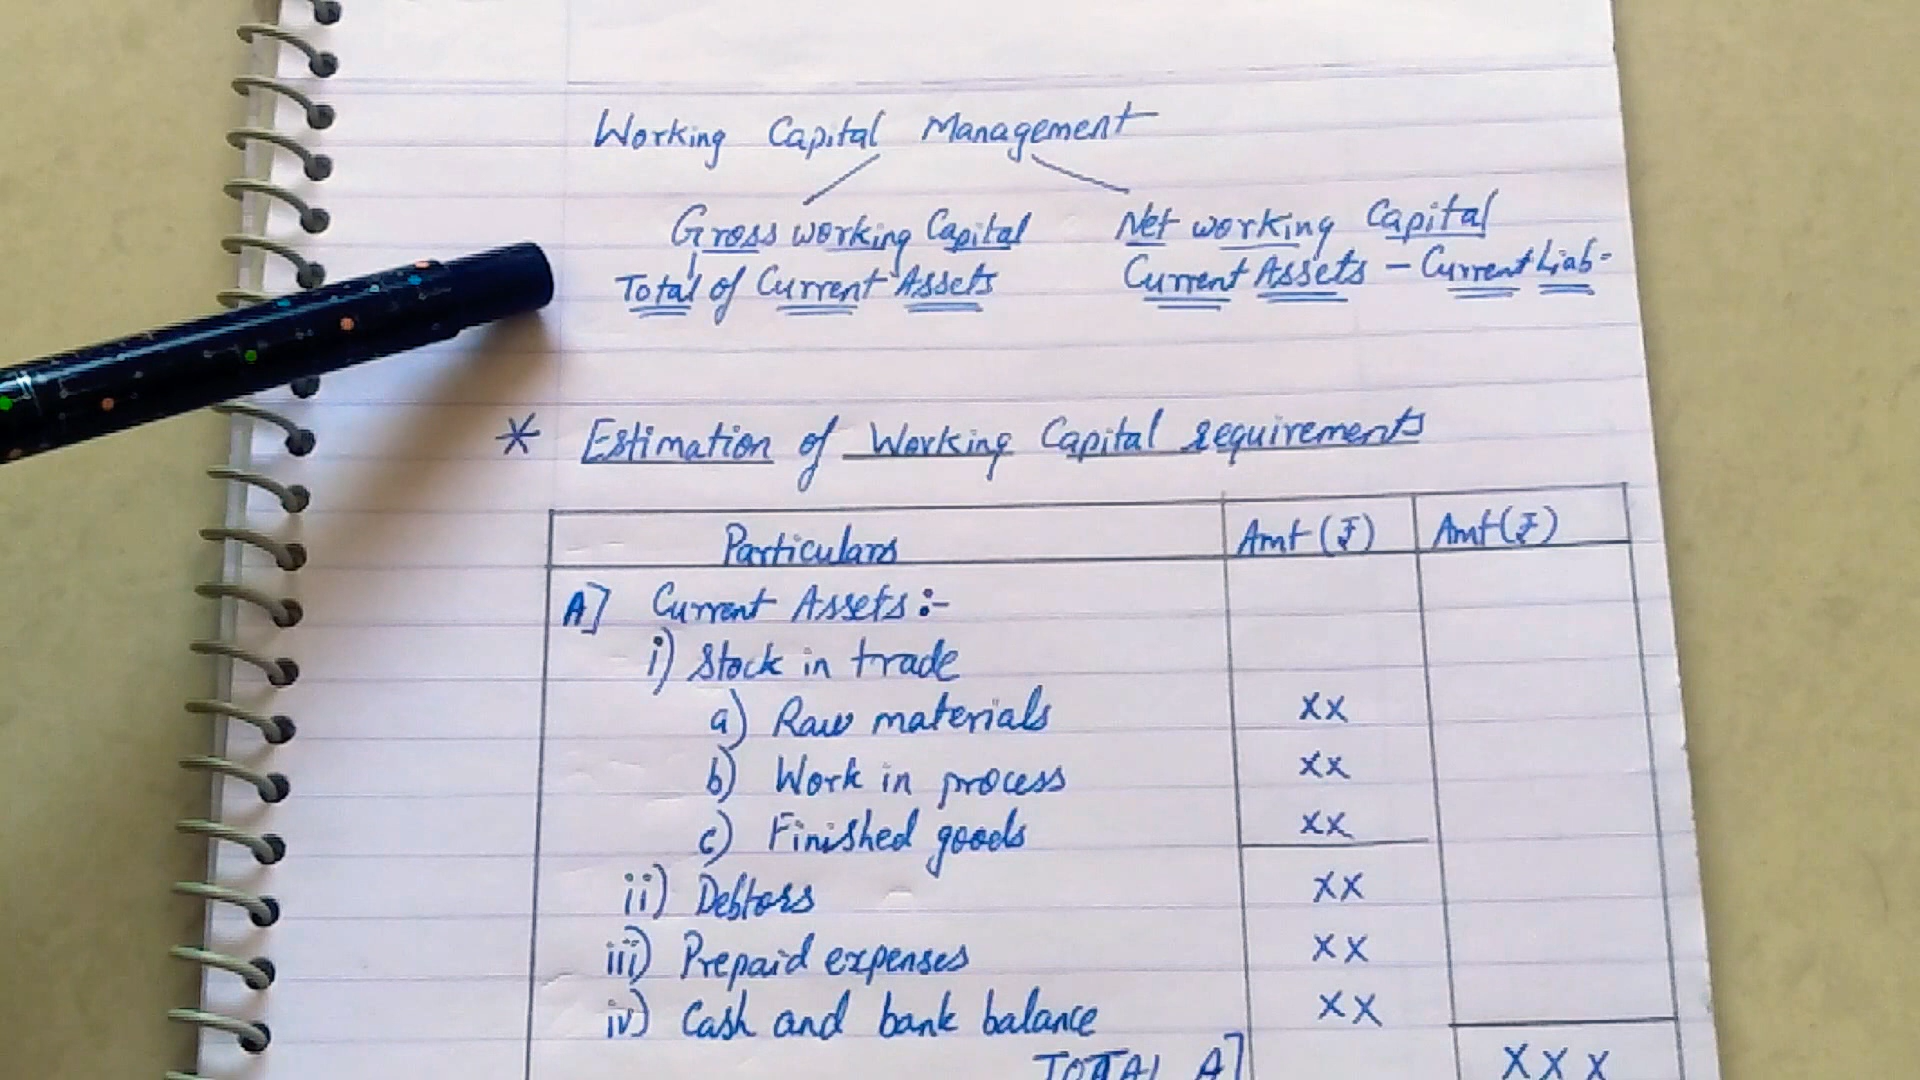 Working Capital Management
Gross working Capital
Total of Current Assets
Net working Capital
Current Assets - Current Liab-
* Estimation of Working Capital requirements
Particulars Amt (₹) Amt (₹)
A] Current Assets :-
i) Stock in trade
a) Raw materials XX
b) Work in process XX
c) Finished goods XX
ii) Debtors XX
iii) Prepaid expenses XX
iv) Cash and bank balance XX
TOTAL A] XXX